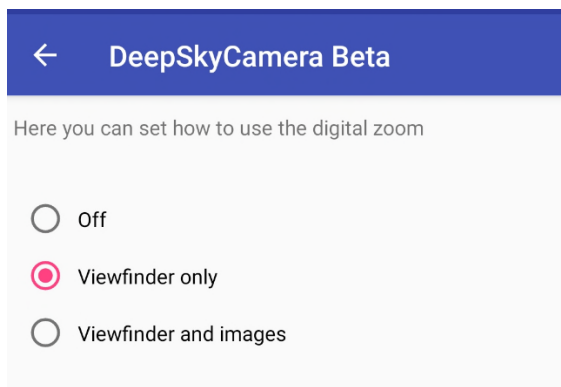 DeepSkyCamera Beta
Here you can set how to use the digital zoom
Off
Viewfinder only
Viewfinder and images